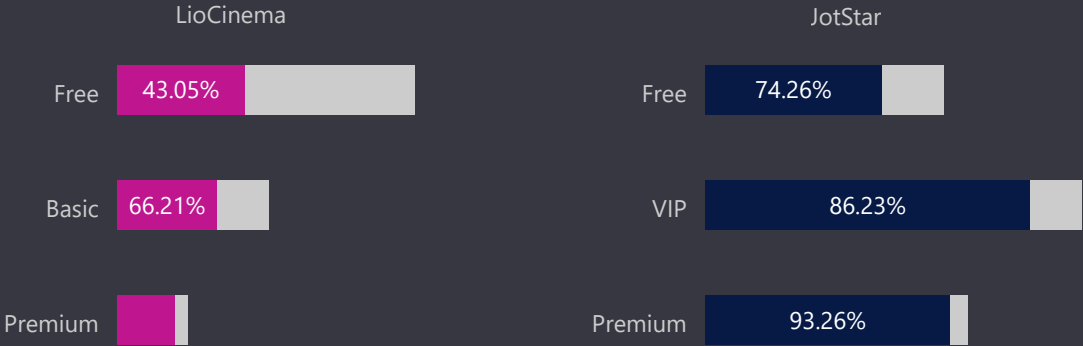 LioCinema
Free
43.05%
Basic
66.21%
Premium
JotStar
Free
74.26%
VIP
86.23%
Premium
93.26%